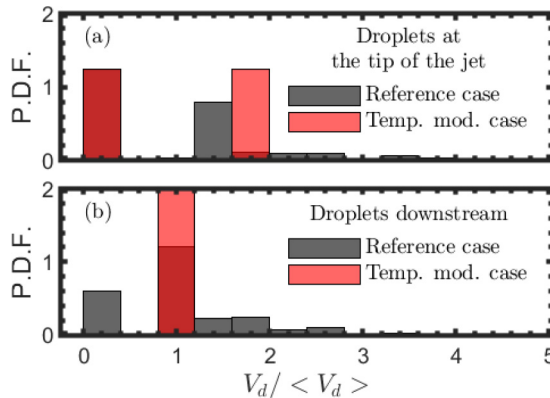 2
(a)
Droplets at
the tip of the jet
P.D.F.
1
Reference case
Temp. mod. case
0
2
(b)
Droplets downstream
P.D.F.
1
Reference case
Temp. mod. case
0
0 1 2 3 4 5
V_d / < V_d >